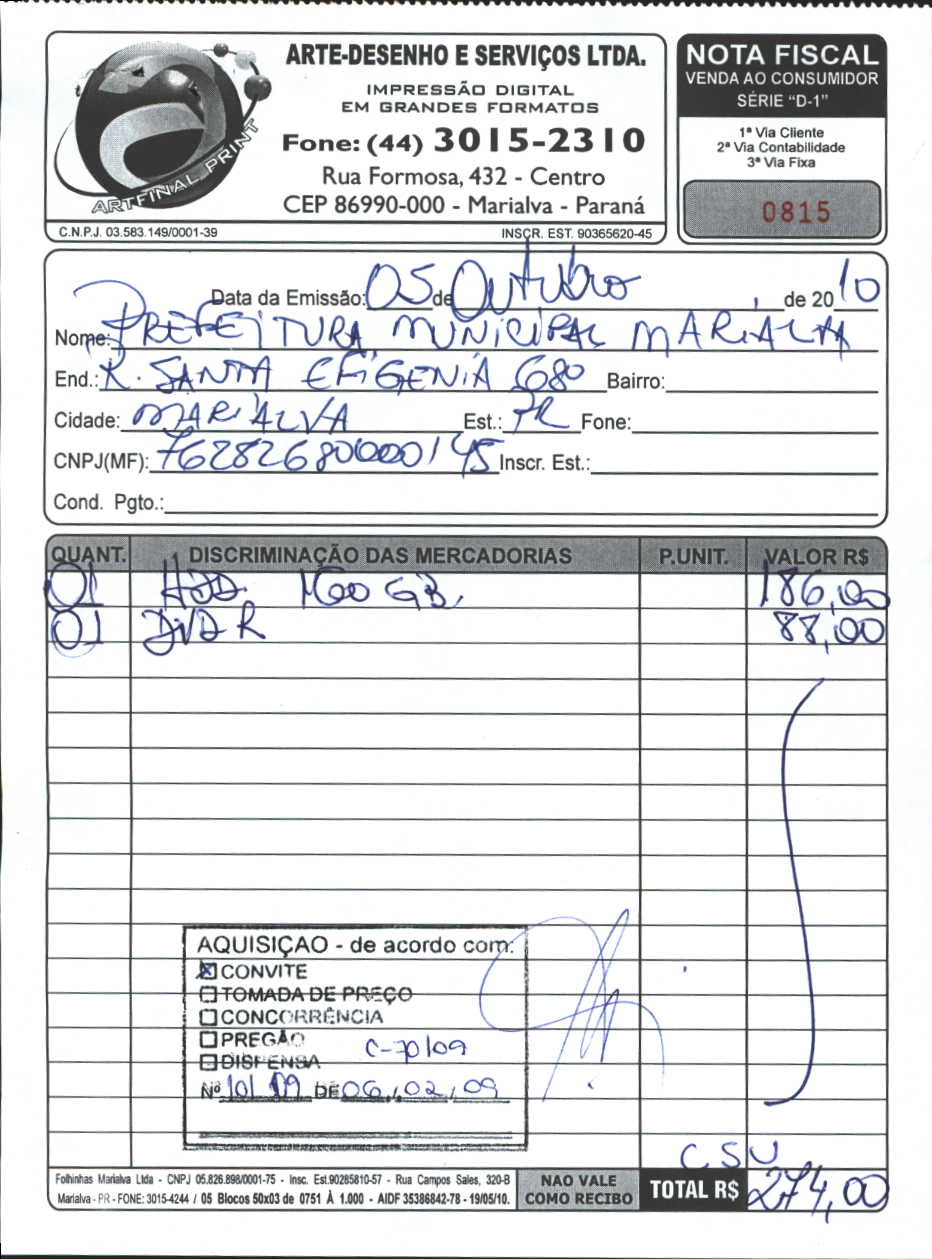 ARTE-DESENHO E SERVIÇOS LTDA.
IMPRESSÃO DIGITAL
EM GRANDES FORMATOS
Fone: (44) 3015-2310
Rua Formosa, 432 - Centro
CEP 86990-000 - Marialva - Paraná
ARTFINAL PRINT
C.N.P.J. 03.583.149/0001-39 INSCR. EST. 90365620-45
NOTA FISCAL
VENDA AO CONSUMIDOR
SÉRIE "D-1"
1ª Via Cliente
2ª Via Contabilidade
3ª Via Fixa
0815
Data da Emissão: 05 de Outubro de 2010
Nome: PREFEITURA MUNICIPAL MARIALVA
End.: R. SANTA EFIGENIA 680 Bairro:
Cidade: MARIALVA Est.: PR Fone:
CNPJ(MF): 76282680000145 Inscr. Est.:
Cond. Pgto.:
QUANT. DISCRIMINAÇÃO DAS MERCADORIAS P.UNIT. VALOR R$
01 HDD GB. 186,00
01 DVD R 88,00
AQUISIÇAO - de acordo com:
CONVITE
TOMADA DE PREÇO
CONCORRÊNCIA
PREGÃO
DISPENSA
C-70/09
Nº DE 06/02/09
CSU
Folhinhas Marialva Ltda - CNPJ 05.826.898/0001-75 - Insc. Est.90285810-57 - Rua Campos Sales, 320-B
Marialva - PR - FONE: 3015-4244 / 05 Blocos 50x03 de 0751 À 1.000 - AIDF 35386842-78 - 19/05/10.
NAO VALE
COMO RECIBO
TOTAL R$ 274,00